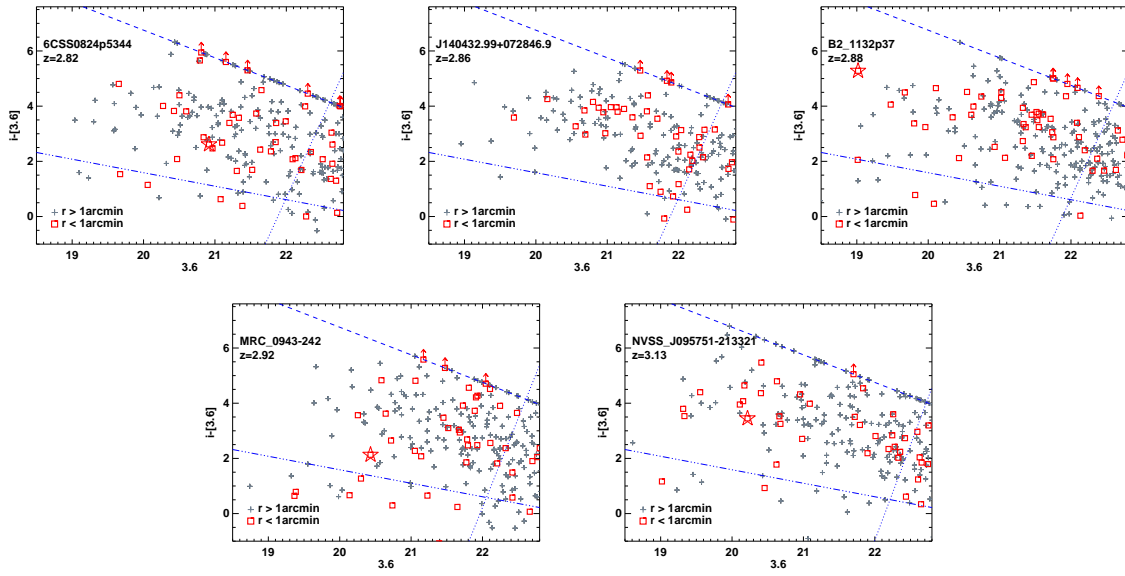 6CSS0824p5344
z=2.82
i-[3.6]
6
4
2
0
+ r > 1arcmin
□ r < 1arcmin
19 20 21 22
3.6
J140432.99+072846.9
z=2.86
i-[3.6]
6
4
2
0
+ r > 1arcmin
□ r < 1arcmin
19 20 21 22
3.6
B2_1132p37
z=2.88
i-[3.6]
6
4
2
0
+ r > 1arcmin
□ r < 1arcmin
19 20 21 22
3.6
MRC_0943-242
z=2.92
i-[3.6]
6
4
2
0
+ r > 1arcmin
□ r < 1arcmin
19 20 21 22
3.6
NVSS_J095751-213321
z=3.13
i-[3.6]
6
4
2
0
+ r > 1arcmin
□ r < 1arcmin
19 20 21 22
3.6